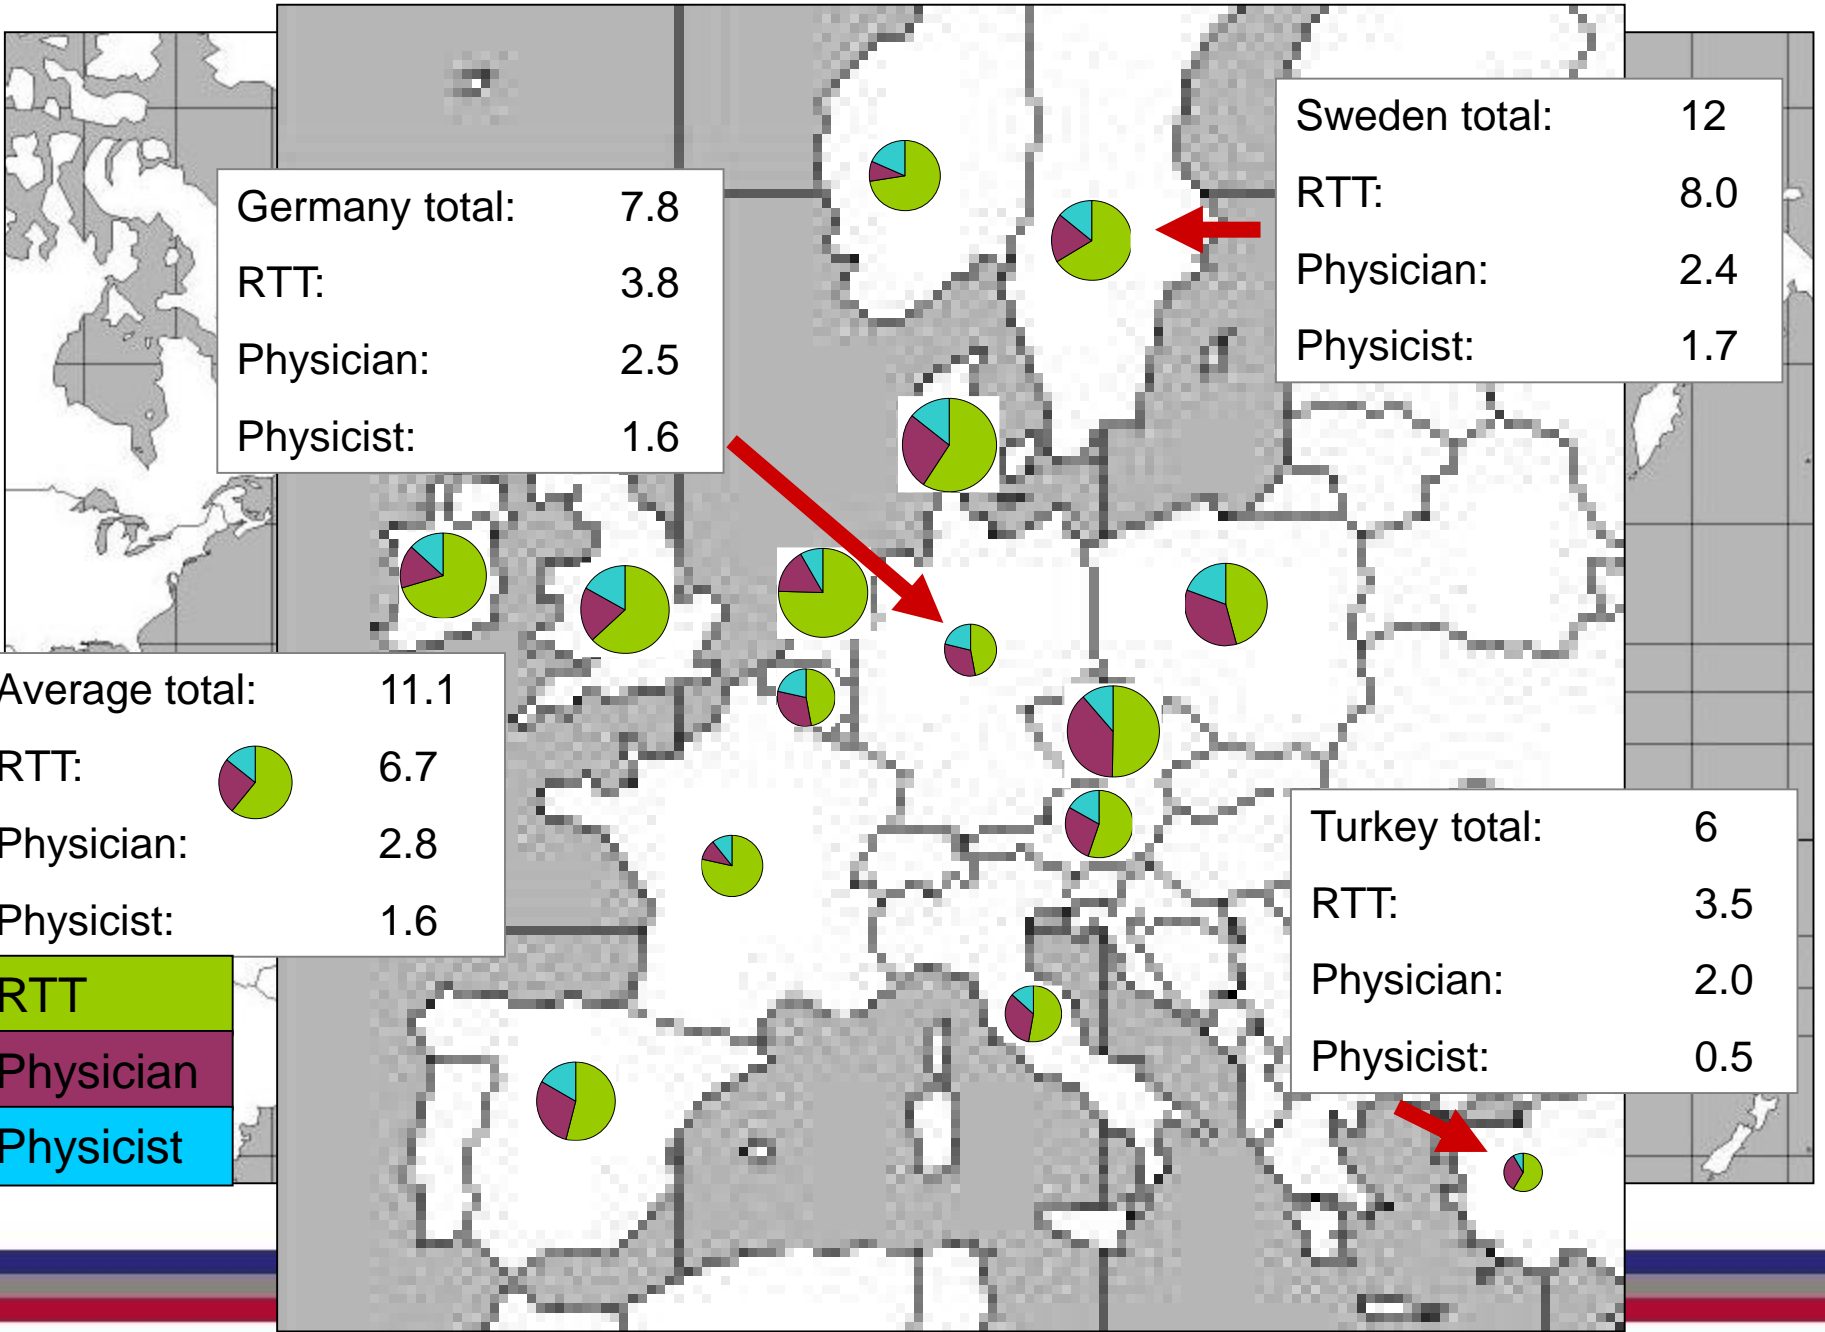 Sweden total: 12
RTT: 8.0
Physician: 2.4
Physicist: 1.7
Germany total: 7.8
RTT: 3.8
Physician: 2.5
Physicist: 1.6
Average total: 11.1
RTT: 6.7
Physician: 2.8
Physicist: 1.6
Turkey total: 6
RTT: 3.5
Physician: 2.0
Physicist: 0.5
RTT
Physician
Physicist